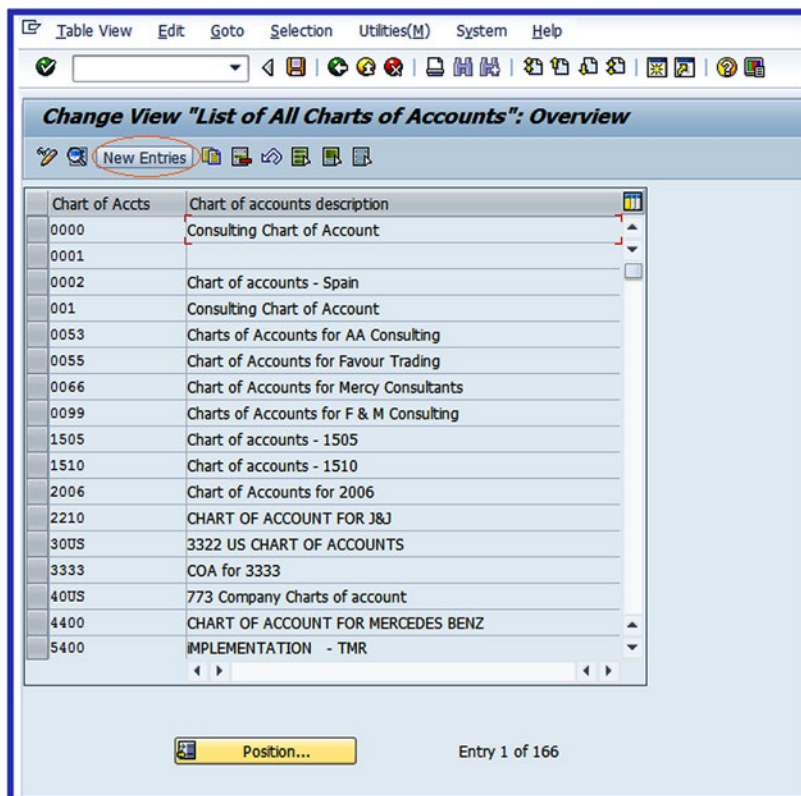 Table View Edit Goto Selection Utilities(M) System Help
Change View "List of All Charts of Accounts": Overview
New Entries
Chart of Accts Chart of accounts description
0000 Consulting Chart of Account
0001
0002 Chart of accounts - Spain
001 Consulting Chart of Account
0053 Charts of Accounts for AA Consulting
0055 Chart of Accounts for Favour Trading
0066 Chart of Accounts for Mercy Consultants
0099 Charts of Accounts for F & M Consulting
1505 Chart of accounts - 1505
1510 Chart of accounts - 1510
2006 Chart of Accounts for 2006
2210 CHART OF ACCOUNT FOR J&J
30US 3322 US CHART OF ACCOUNTS
3333 COA for 3333
40US 773 Company Charts of account
4400 CHART OF ACCOUNT FOR MERCEDES BENZ
5400 iMPLEMENTATION - TMR
Position... Entry 1 of 166